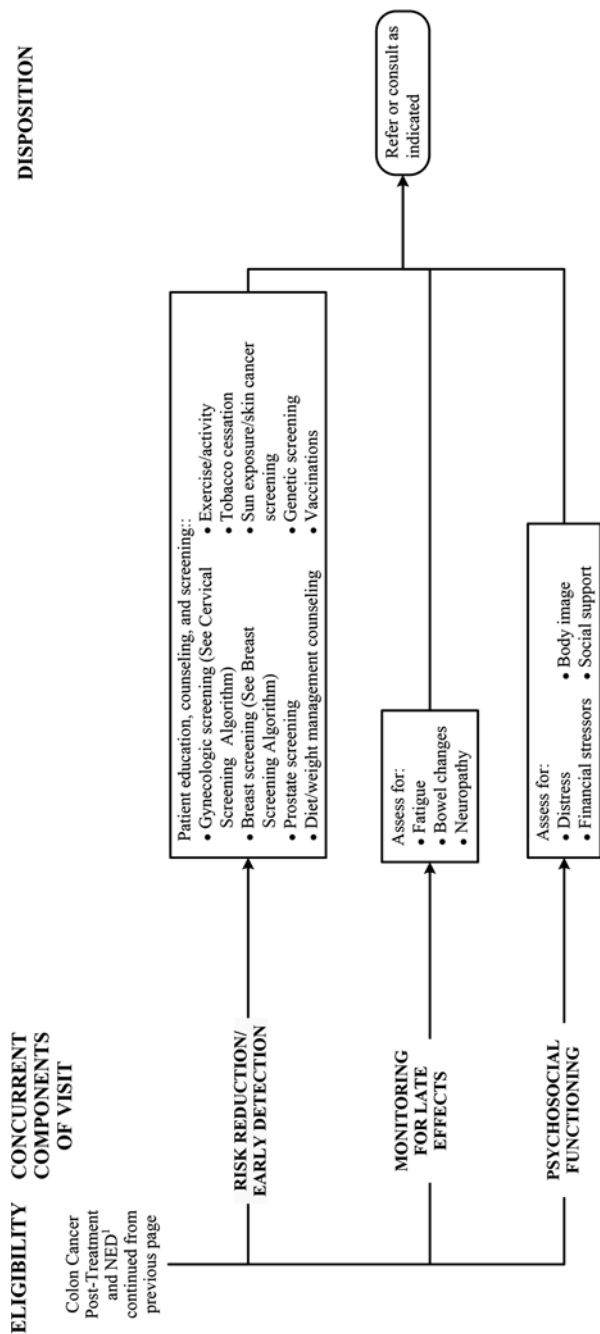 ELIGIBILITY
CONCURRENT
COMPONENTS
OF VISIT
DISPOSITION
Colon Cancer
Post-Treatment
and NED¹
continued from
previous page
RISK REDUCTION/
EARLY DETECTION
Patient education, counseling, and screening::
• Gynecologic screening (See Cervical
Screening Algorithm)
• Breast screening (See Breast
Screening Algorithm)
• Prostate screening
• Diet/weight management counseling
• Exercise/activity
• Tobacco cessation
• Sun exposure/skin cancer
screening
• Genetic screening
• Vaccinations
MONITORING
FOR LATE
EFFECTS
Assess for:
• Fatigue
• Bowel changes
• Neuropathy
PSYCHOSOCIAL
FUNCTIONING
Assess for:
• Distress
• Financial stressors
• Body image
• Social support
Refer or consult as
indicated